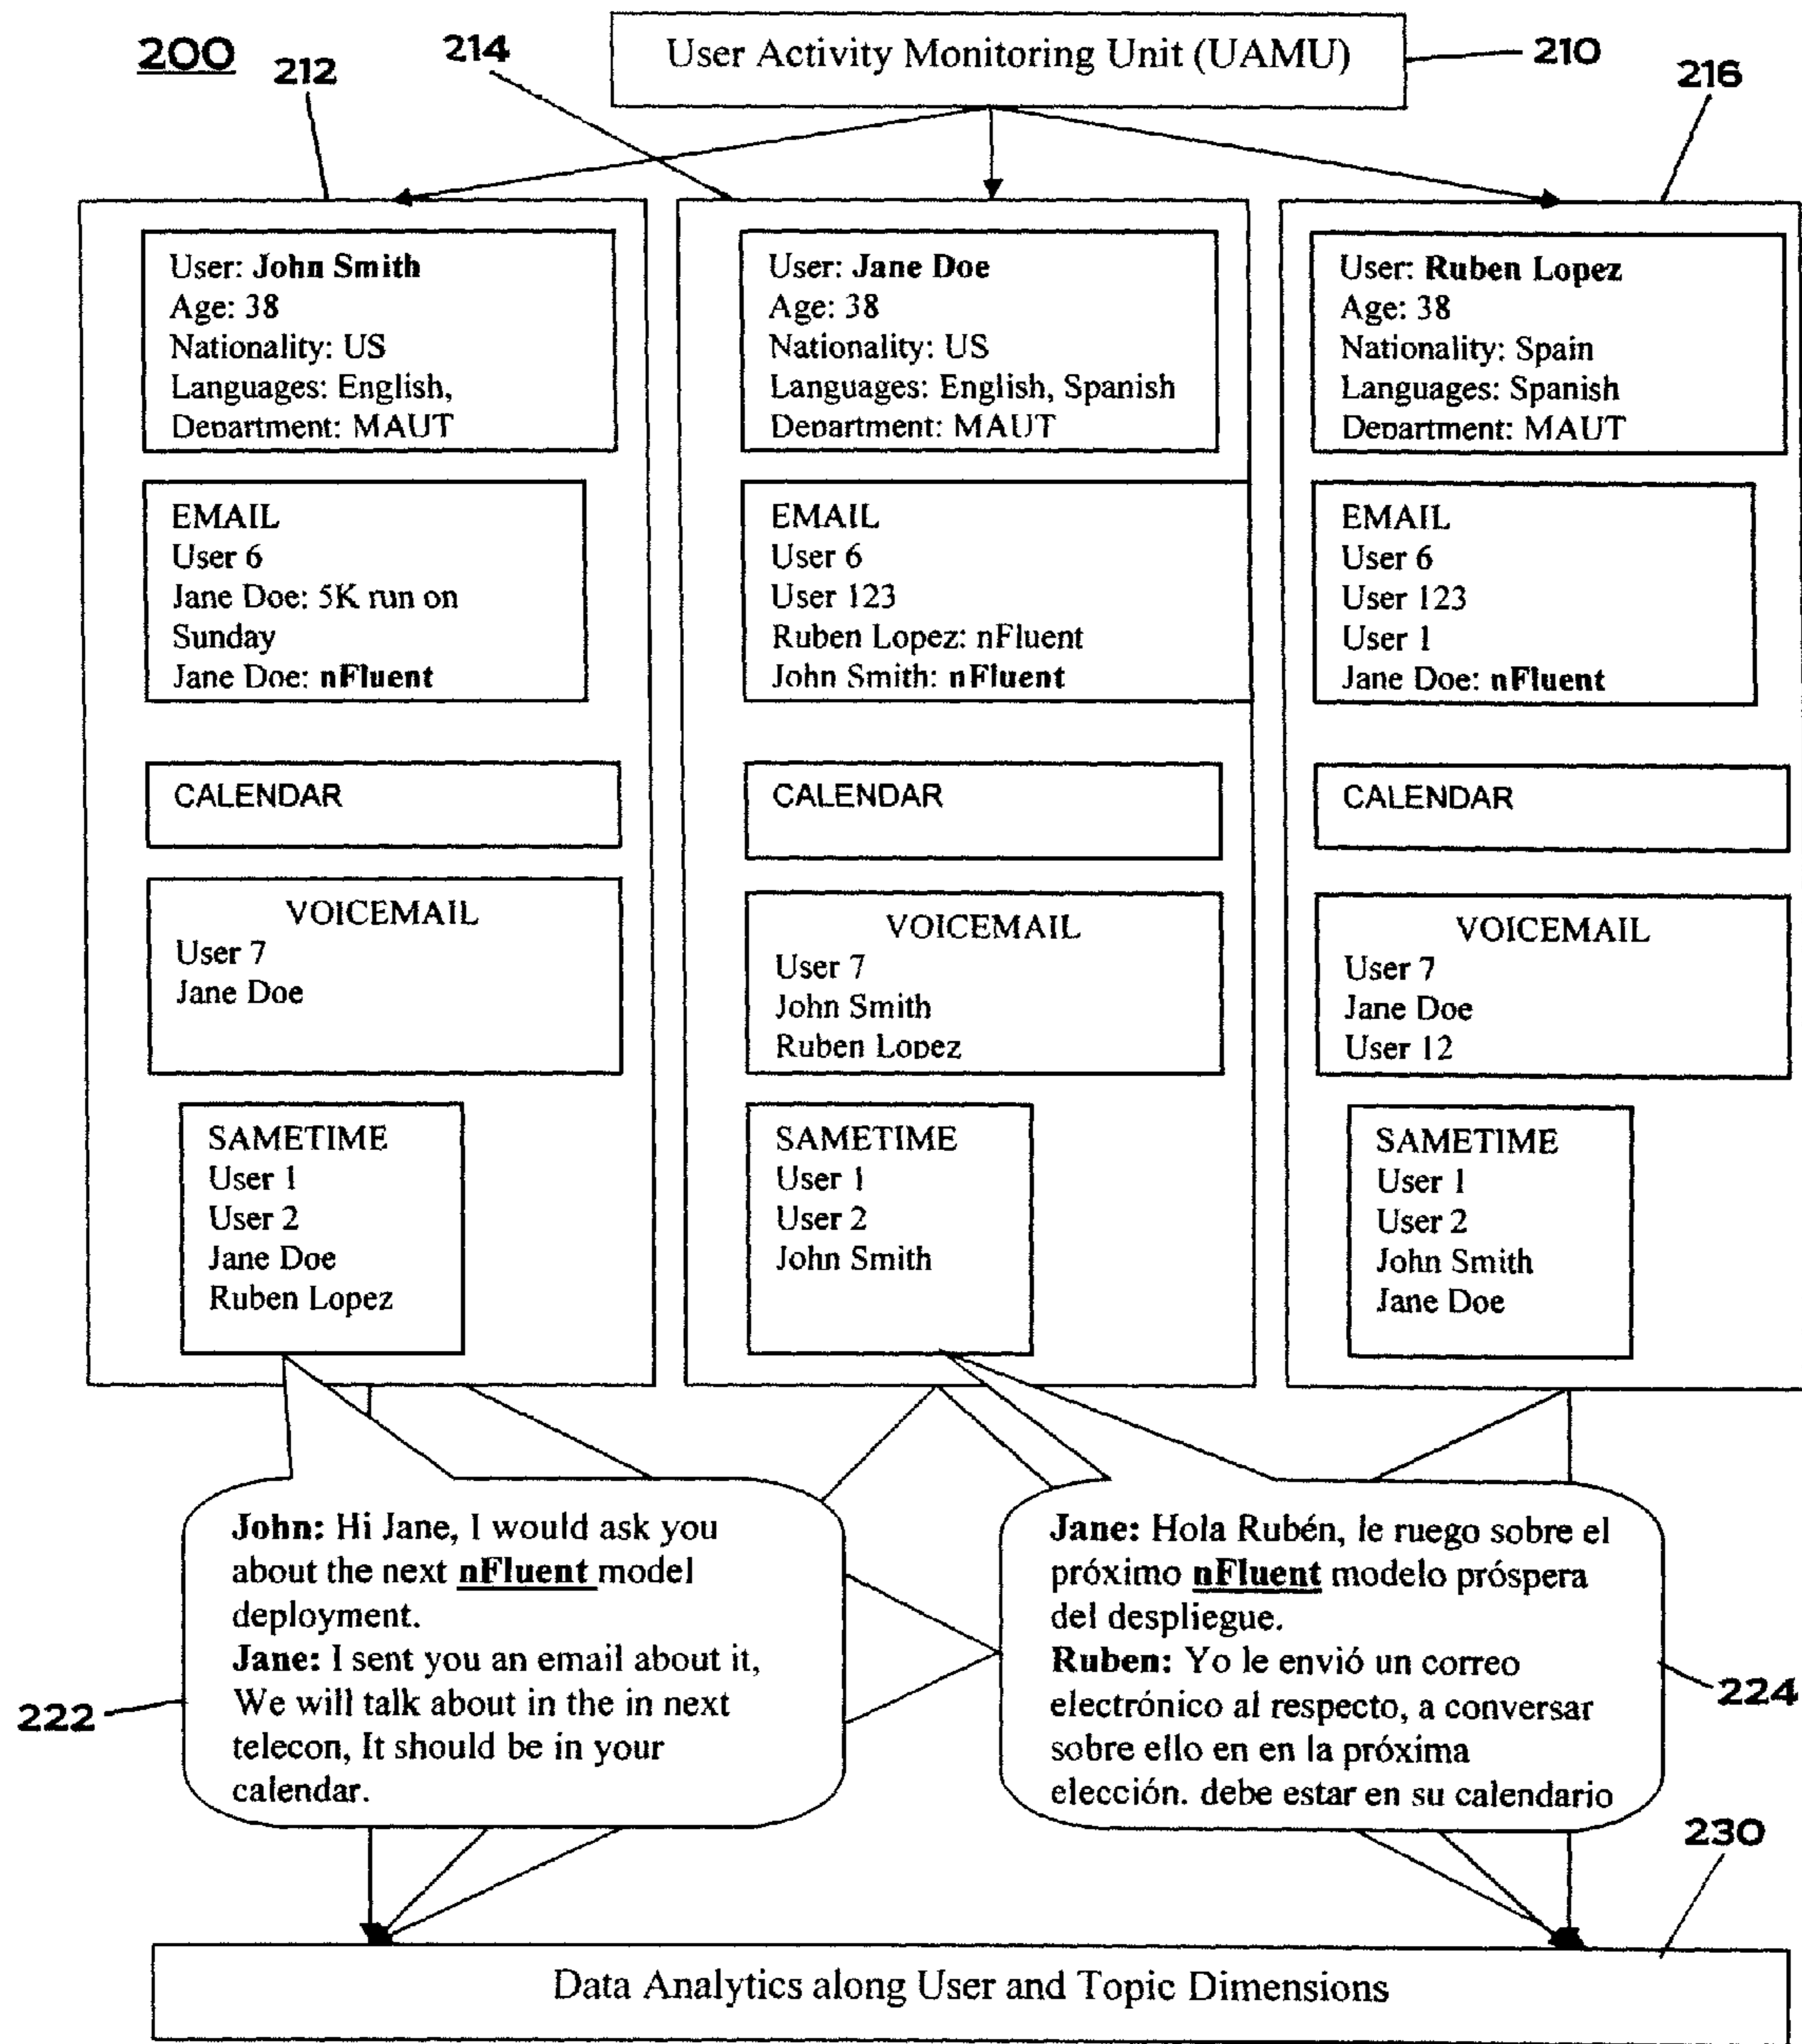 200
212
214
User Activity Monitoring Unit (UAMU)
210
216
User: John Smith
Age: 38
Nationality: US
Languages: English,
Department: MAUT
EMAIL
User 6
Jane Doe: 5K run on
Sunday
Jane Doe: nFluent
CALENDAR
VOICEMAIL
User 7
Jane Doe
SAMETIME
User 1
User 2
Jane Doe
Ruben Lopez
User: Jane Doe
Age: 38
Nationality: US
Languages: English, Spanish
Department: MAUT
EMAIL
User 6
User 123
Ruben Lopez: nFluent
John Smith: nFluent
CALENDAR
VOICEMAIL
User 7
John Smith
Ruben Lopez
SAMETIME
User 1
User 2
John Smith
User: Ruben Lopez
Age: 38
Nationality: Spain
Languages: Spanish
Department: MAUT
EMAIL
User 6
User 123
User 1
Jane Doe: nFluent
CALENDAR
VOICEMAIL
User 7
Jane Doe
User 12
SAMETIME
User 1
User 2
John Smith
Jane Doe
John: Hi Jane, I would ask you
about the next nFluent model
deployment.
Jane: I sent you an email about it,
We will talk about in the in next
telecon, It should be in your
calendar.
222
Jane: Hola Rubén, le ruego sobre el
próximo nFluent modelo próspera
del despliegue.
Ruben: Yo le envió un correo
electrónico al respecto, a conversar
sobre ello en en la próxima
elección. debe estar en su calendario
224
230
Data Analytics along User and Topic Dimensions